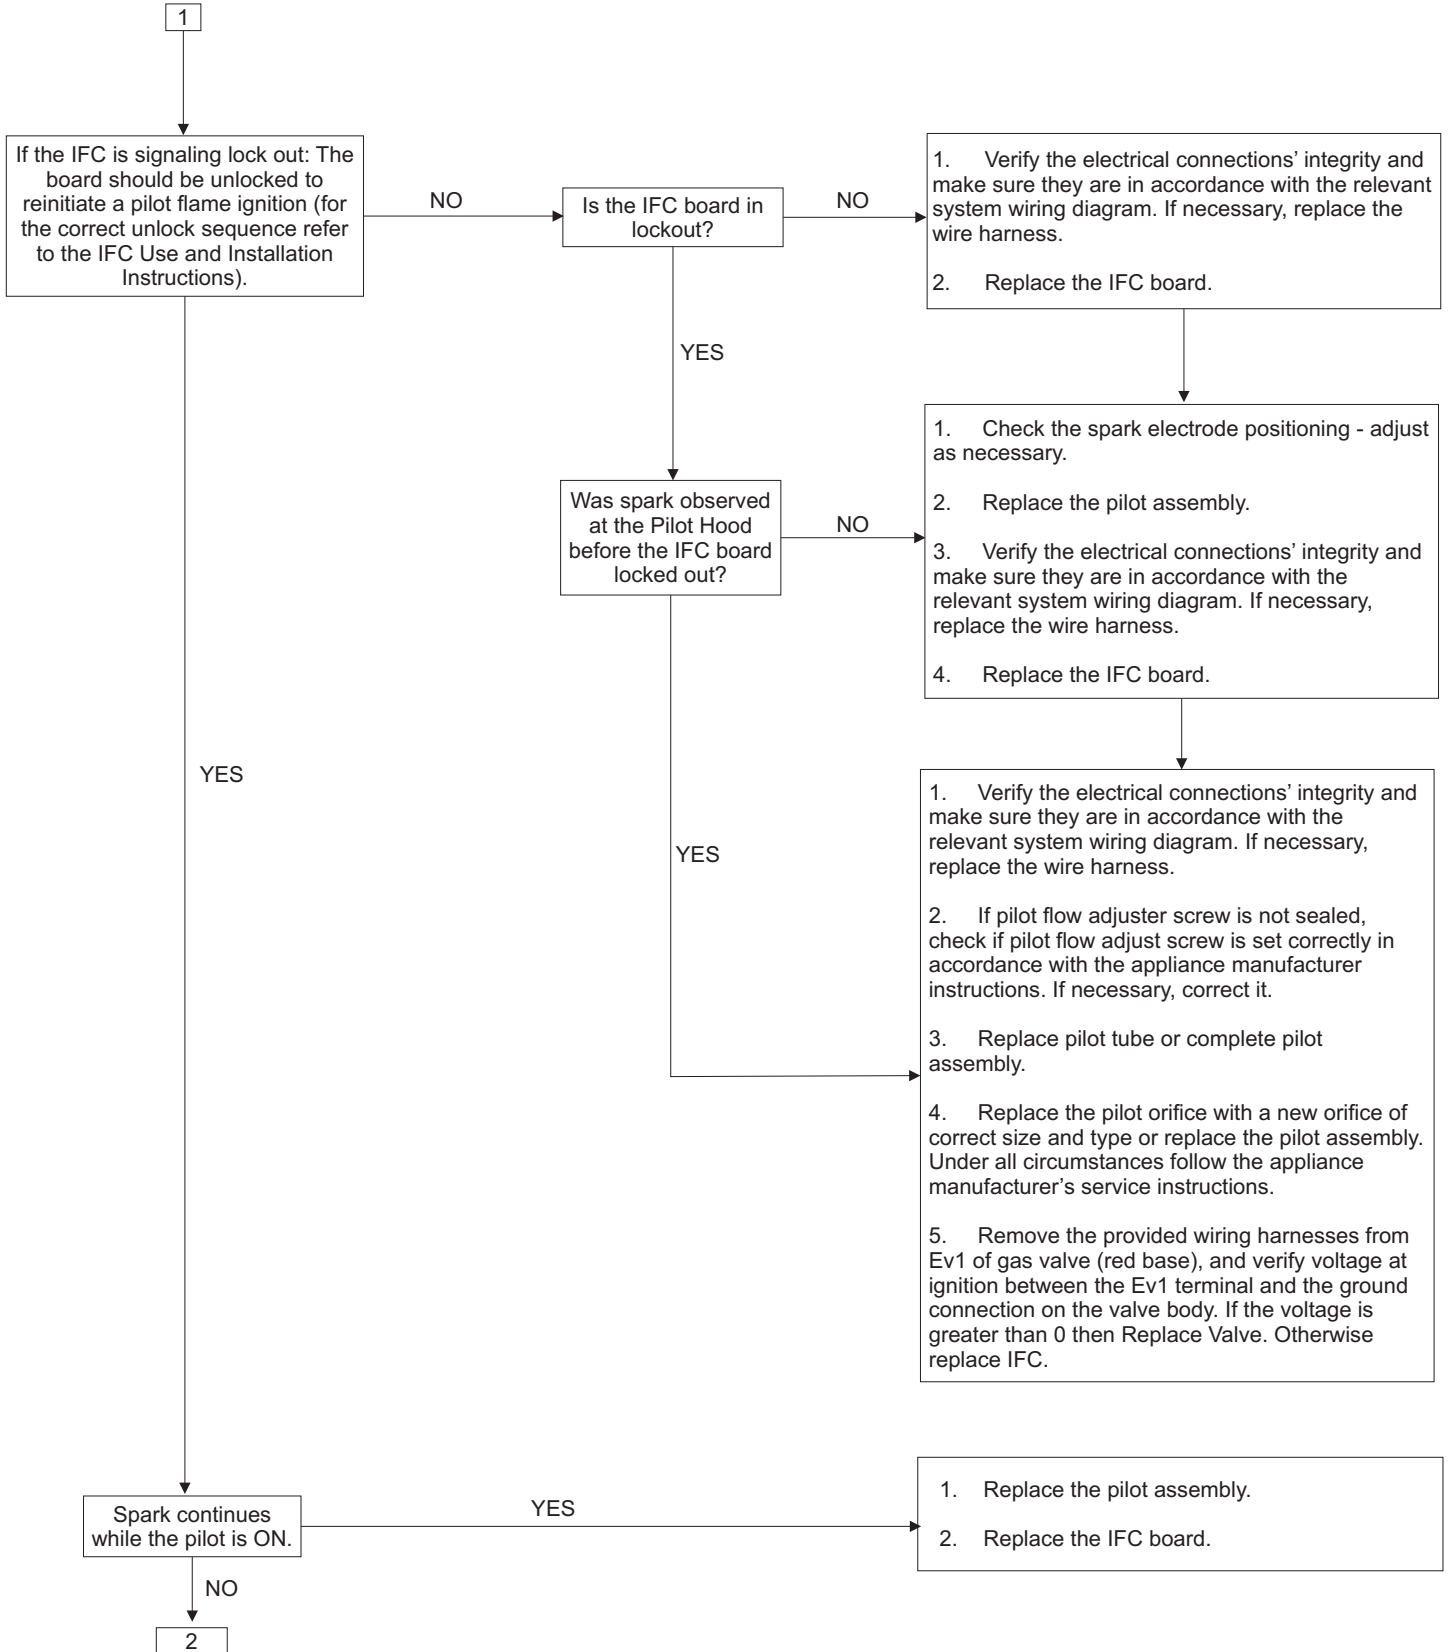 1
If the IFC is signaling lock out: The
board should be unlocked to
reinitiate a pilot flame ignition (for
the correct unlock sequence refer
to the IFC Use and Installation
Instructions).
NO
Is the IFC board in
lockout?
NO
1. Verify the electrical connections’ integrity and
make sure they are in accordance with the relevant
system wiring diagram. If necessary, replace the
wire harness.
2. Replace the IFC board.
YES
Was spark observed
at the Pilot Hood
before the IFC board
locked out?
NO
1. Check the spark electrode positioning - adjust
as necessary.
2. Replace the pilot assembly.
3. Verify the electrical connections’ integrity and
make sure they are in accordance with the
relevant system wiring diagram. If necessary,
replace the wire harness.
4. Replace the IFC board.
YES
YES
1. Verify the electrical connections’ integrity and
make sure they are in accordance with the
relevant system wiring diagram. If necessary,
replace the wire harness.
2. If pilot flow adjuster screw is not sealed,
check if pilot flow adjust screw is set correctly in
accordance with the appliance manufacturer
instructions. If necessary, correct it.
3. Replace pilot tube or complete pilot
assembly.
4. Replace the pilot orifice with a new orifice of
correct size and type or replace the pilot assembly.
Under all circumstances follow the appliance
manufacturer’s service instructions.
5. Remove the provided wiring harnesses from
Ev1 of gas valve (red base), and verify voltage at
ignition between the Ev1 terminal and the ground
connection on the valve body. If the voltage is
greater than 0 then Replace Valve. Otherwise
replace IFC.
Spark continues
while the pilot is ON.
YES
1. Replace the pilot assembly.
2. Replace the IFC board.
NO
2